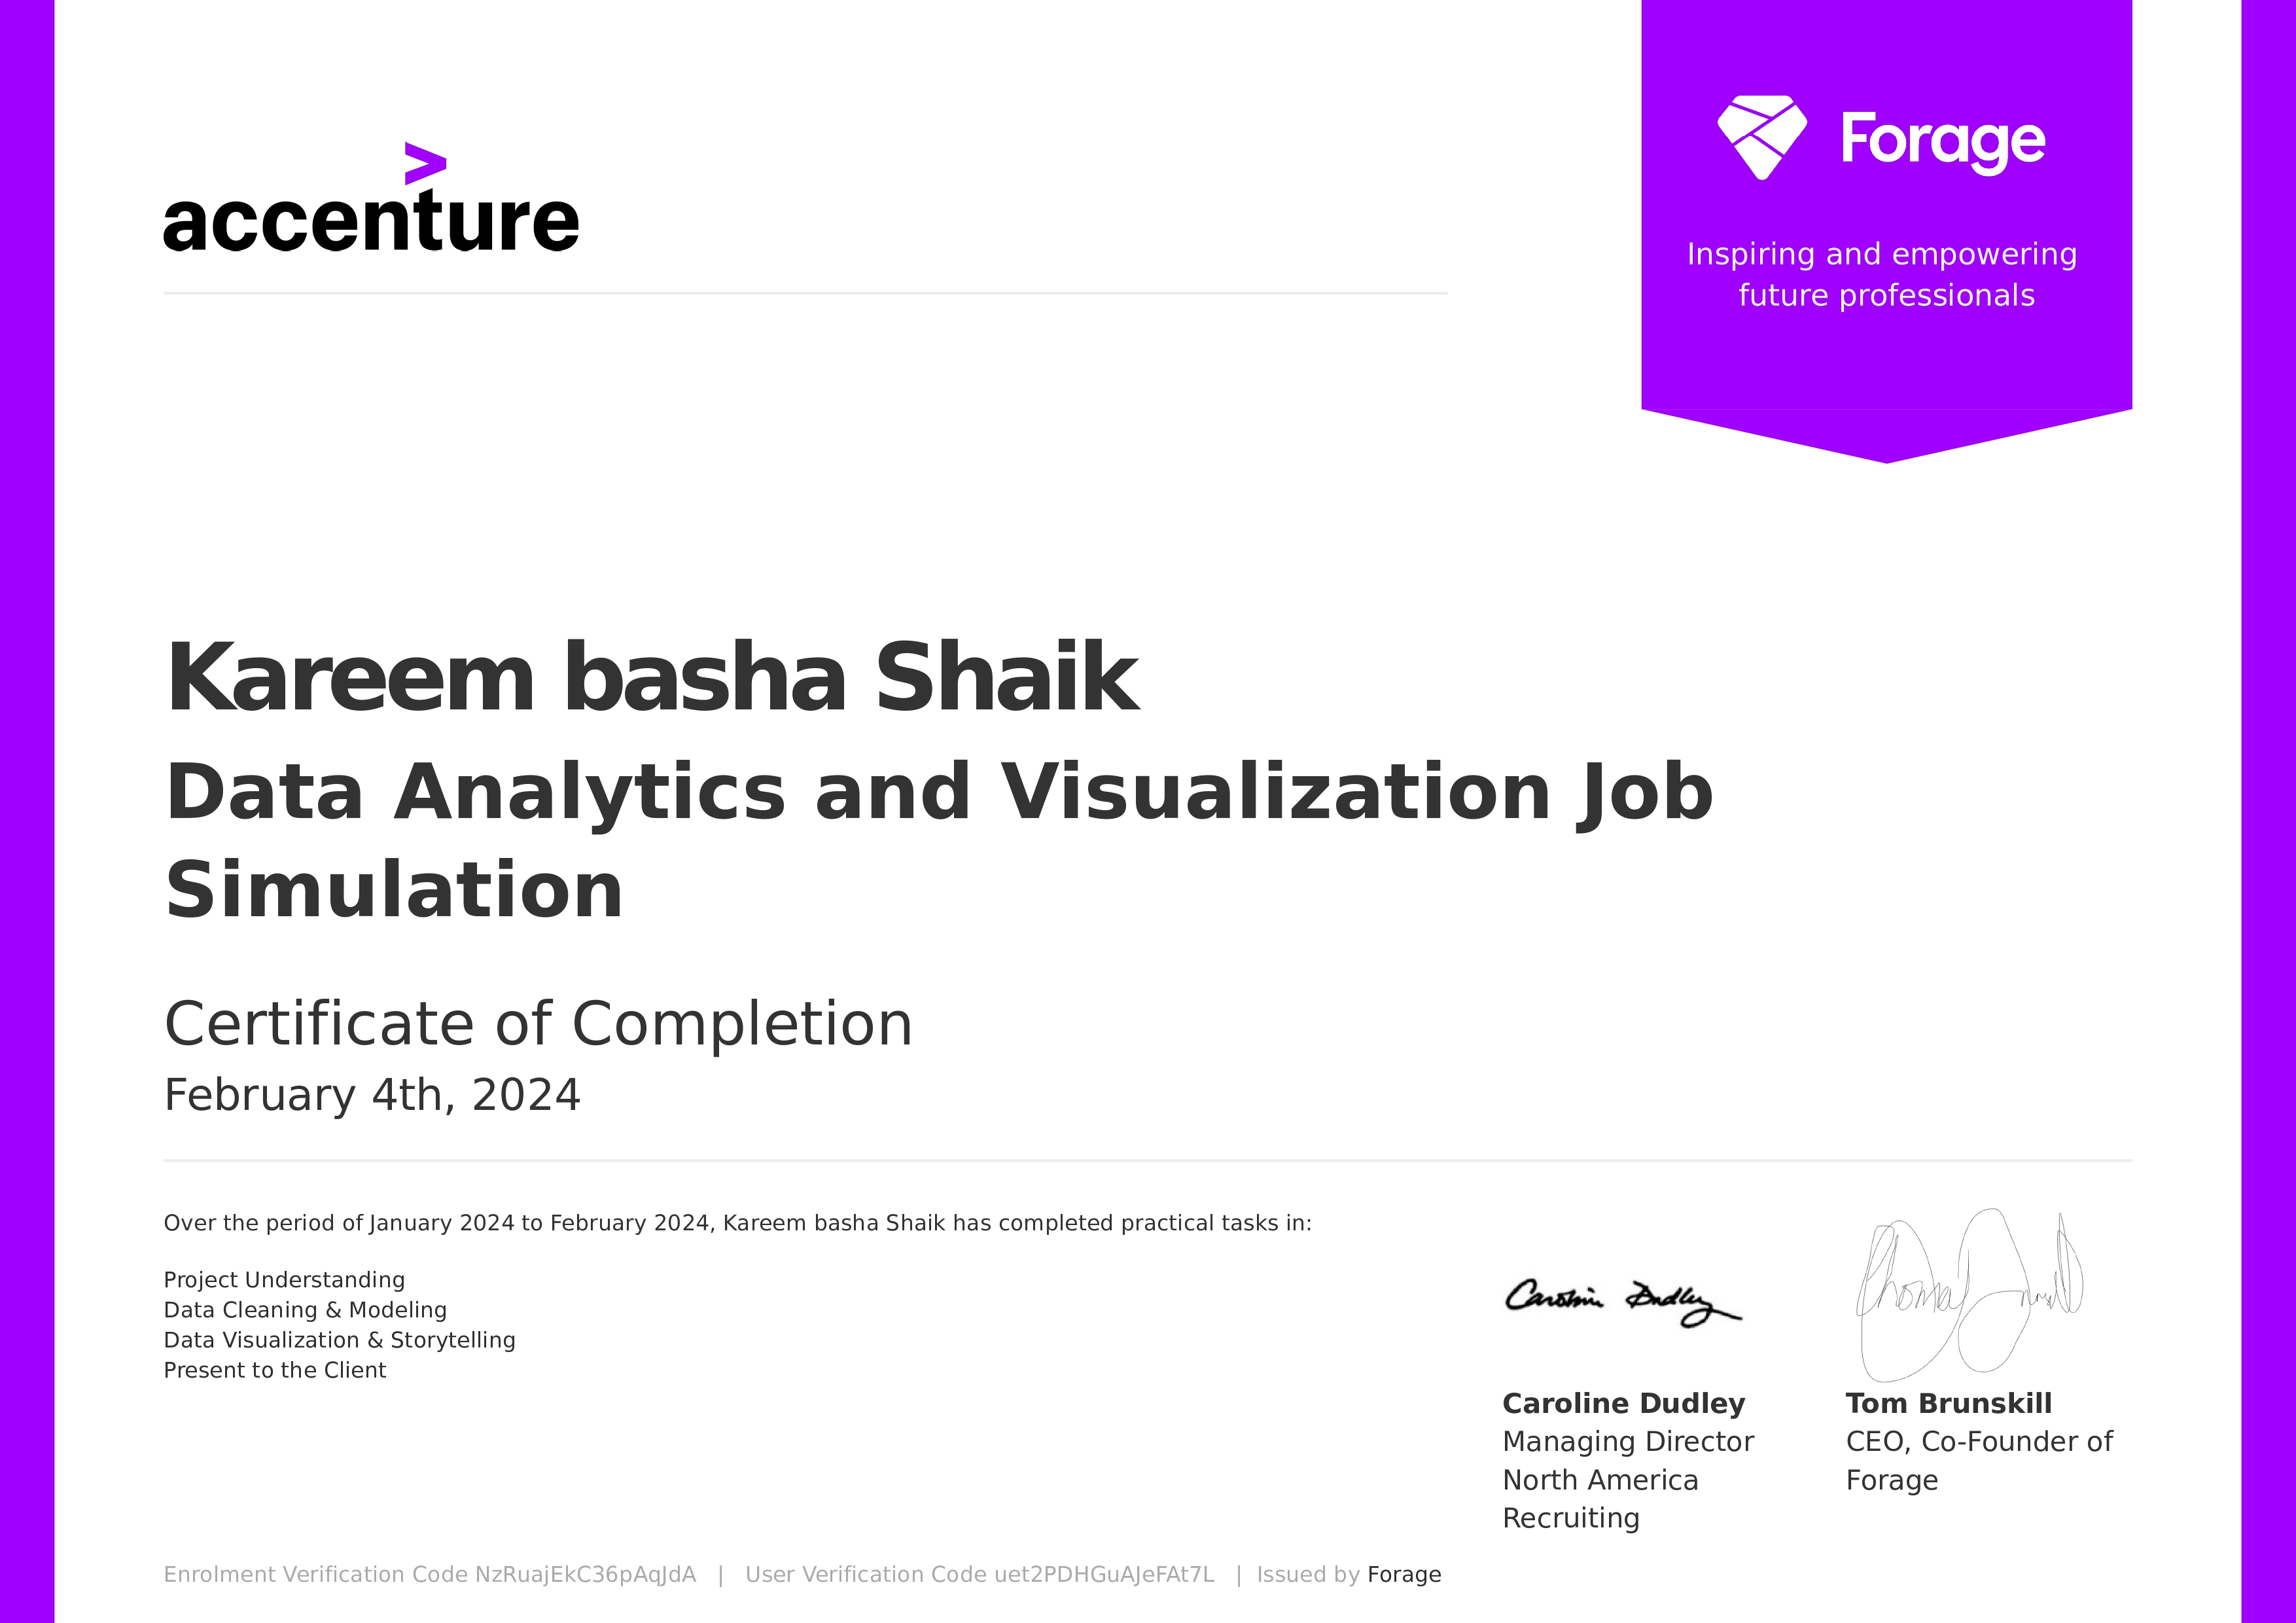 accenture
Forage
Inspiring and empowering
future professionals
Kareem basha Shaik
Data Analytics and Visualization Job
Simulation
Certificate of Completion
February 4th, 2024
Over the period of January 2024 to February 2024, Kareem basha Shaik has completed practical tasks in:
Project Understanding
Data Cleaning & Modeling
Data Visualization & Storytelling
Present to the Client
Caroline Dudley
Caroline Dudley
Managing Director
North America
Recruiting
Tom Brunskill
CEO, Co-Founder of
Forage
Enrolment Verification Code NzRuajEkC36pAqJdA | User Verification Code uet2PDHGuAJeFAt7L | Issued by Forage